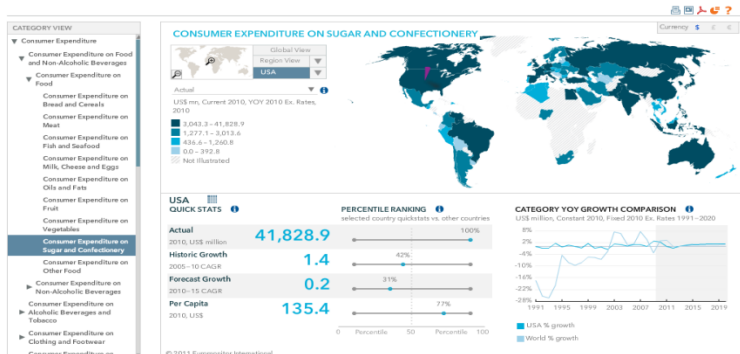 CATEGORY VIEW
Consumer Expenditure
Consumer Expenditure on Food
and Non-Alcoholic Beverages
Consumer Expenditure on
Food
Consumer Expenditure on
Bread and Cereals
Consumer Expenditure on
Meat
Consumer Expenditure on
Fish and Seafood
Consumer Expenditure on
Milk, Cheese and Eggs
Consumer Expenditure on
Oils and Fats
Consumer Expenditure on
Fruit
Consumer Expenditure on
Vegetables
Consumer Expenditure on
Sugar and Confectionery
Consumer Expenditure on
Other Food
Consumer Expenditure on
Non-Alcoholic Beverages
Consumer Expenditure on
Alcoholic Beverages and
Tobacco
Consumer Expenditure on
Clothing and Footwear
Consumer Expenditure on
CONSUMER EXPENDITURE ON SUGAR AND CONFECTIONERY
Currency $ £ €
Global View
Region View
USA
Actual
US$ mn, Current 2010, YOY 2010 Ex. Rates,
2010
3,043.3 - 41,828.9
1,277.1 - 3,013.6
436.6 - 1,260.8
0.0 - 392.8
Not Illustrated
USA
QUICK STATS
Actual
2010, US$ million
41,828.9
Historic Growth
2005-10 CAGR
1.4
Forecast Growth
2010-15 CAGR
0.2
Per Capita
2010, US$
135.4
PERCENTILE RANKING
selected country quickstats vs. other countries
100%
42%
31%
77%
0 Percentile 50 Percentile 100
CATEGORY YOY GROWTH COMPARISON
US$ million, Constant 2010, Fixed 2010 Ex. Rates 1991-2020
8%
2%
-4%
-10%
-16%
-22%
-28%
1991 1995 1999 2003 2007 2011 2015 2019
USA % growth
World % growth
© 2011 Euromonitor International